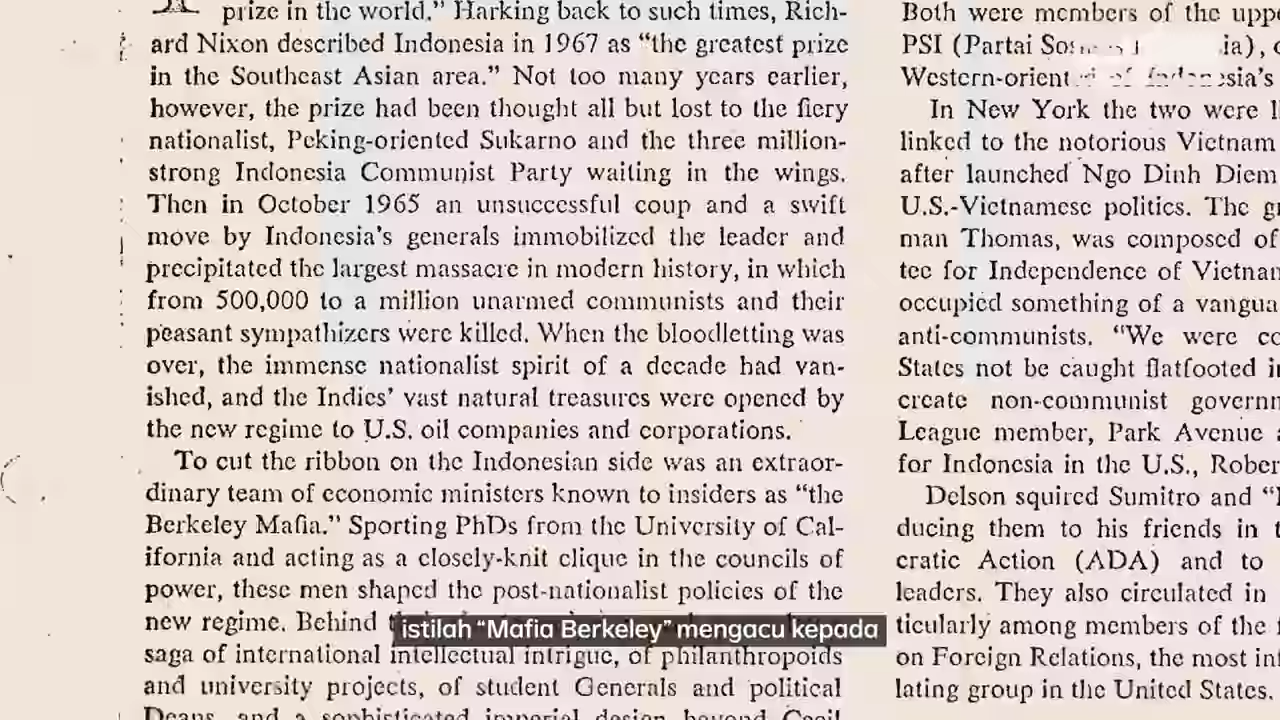 prize in the world." Harking back to such times, Rich-
ard Nixon described Indonesia in 1967 as "the greatest prize
in the Southeast Asian area." Not too many years earlier,
however, the prize had been thought all but lost to the fiery
nationalist, Peking-oriented Sukarno and the three million-
strong Indonesia Communist Party waiting in the wings.
Then in October 1965 an unsuccessful coup and a swift
move by Indonesia's generals immobilized the leader and
precipitated the largest massacre in modern history, in which
from 500,000 to a million unarmed communists and their
peasant sympathizers were killed. When the bloodletting was
over, the immense nationalist spirit of a decade had van-
ished, and the Indies' vast natural treasures were opened by
the new regime to U.S. oil companies and corporations.
To cut the ribbon on the Indonesian side was an extraor-
dinary team of economic ministers known to insiders as "the
Berkeley Mafia." Sporting PhDs from the University of Cal-
ifornia and acting as a closely-knit clique in the councils of
power, these men shaped the post-nationalist policies of the
new regime. Behind
saga of international intellectual intrigue, of philanthropoids
and university projects, of student Generals and political
Deans, and a sophisticated imperial design beyond Cecil
Both were members of the uppe
PSI (Partai
Western-orient
In New York the two were l
linked to the notorious Vietnam
after launched Ngo Dinh Diem
U.S.-Vietnamese politics. The
man Thomas, was composed of
tee for Independence of Vietnam
occupied something of a vangua
anti-communists. "We were
States not be caught flatfooted
create non-communist governm
League member, Park Avenue
for Indonesia in the U.S., Rober
Delson squired Sumitro and
ducing them to his friends in
cratic Action (ADA) and to
leaders. They also circulated in
ticularly among members of the
on Foreign Relations, the most
lating group in the United States.
istilah "Mafia Berkeley" mengacu kepada